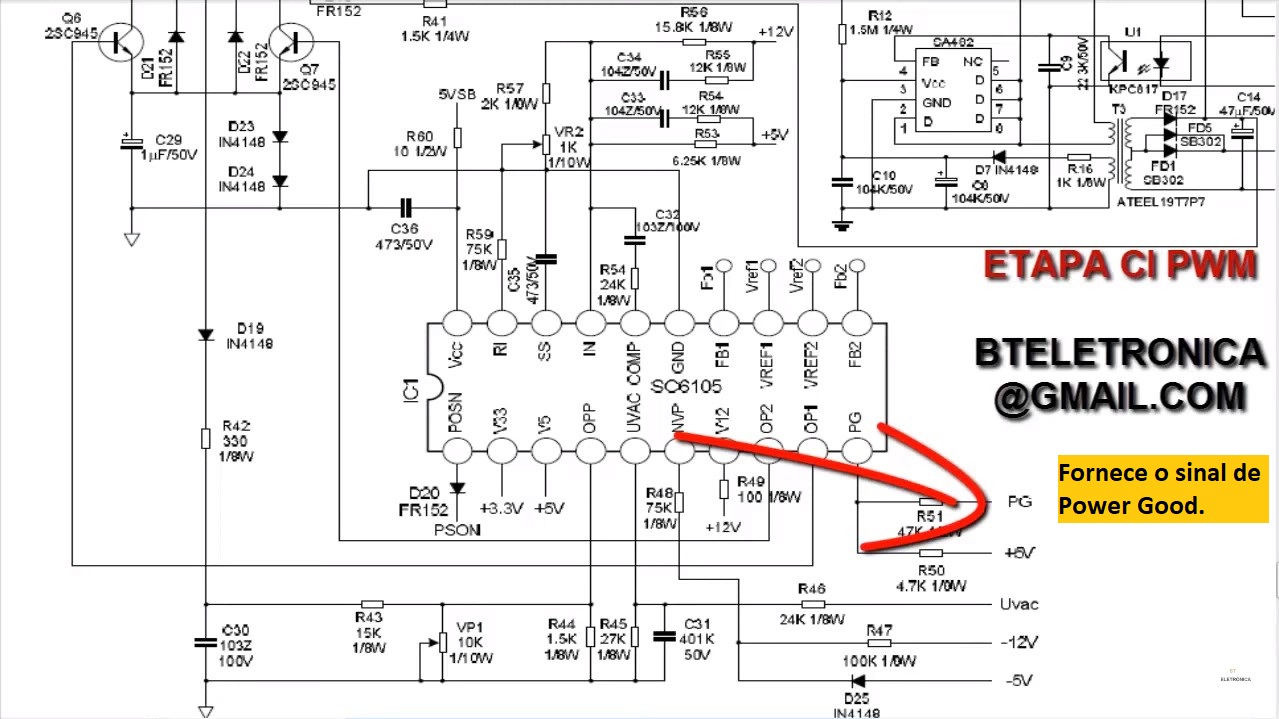 Q6
2SC945
D21
FR152
D22
FR152
FR152
Q7
2SC945
R41
1.5K 1/4W
R56
15.8K 1/8W
+12V
C34
104Z/50V
R55
12K 1/8W
C33
104Z/50V
R54
12K 1/8W
+5V
R53
6.25K 1/8W
R57
2K 1/8W
VR2
1K
1/10W
5VSB
R60
10 1/2W
C29
1µF/50V
D23
IN4148
D24
IN4148
C36
473/50V
R59
75K
1/8W
C35
473/50V
R54
24K
1/8W
C32
103Z/100V
R12
1.5M 1/4W
CA482
FB
Vcc
GND
D
NC
D
D
D
4
3
2
1
5
6
7
8
C9
U1
KPC817
T3
D17
FR152
FD5
SB302
FD1
SB302
C14
47µF/50V
C10
104K/50V
104K/50V
D7 IN4148
R16
1K 1/8W
ATEEL19T7P7
ETAPA CI PWM
BTELETRONICA
@GMAIL.COM
Fb1
Vref1
Vref2
Fb2
IC1
SC6105
Vcc
RI
SS
IN
COMP
GND
FB1
VREF1
VREF2
FB2
POSN
V33
V5
OPP
UVAC
NVP
V12
OP2
OP1
PG
D19
IN4148
R42
330
1/8W
D20
FR152
PSON
+3.3V
+5V
R48
75K
1/8W
R49
100 1/8W
+12V
Fornece o sinal de
Power Good.
R51
PG
+5V
R50
4.7K 1/8W
R46
24K 1/8W
Uvac
R47
100K 1/8W
-12V
-5V
D25
IN4148
C30
103Z
100V
R43
15K
1/8W
VP1
10K
1/10W
R44
1.5K
1/8W
R45
27K
1/8W
C31
401K
50V
ELETRONICA